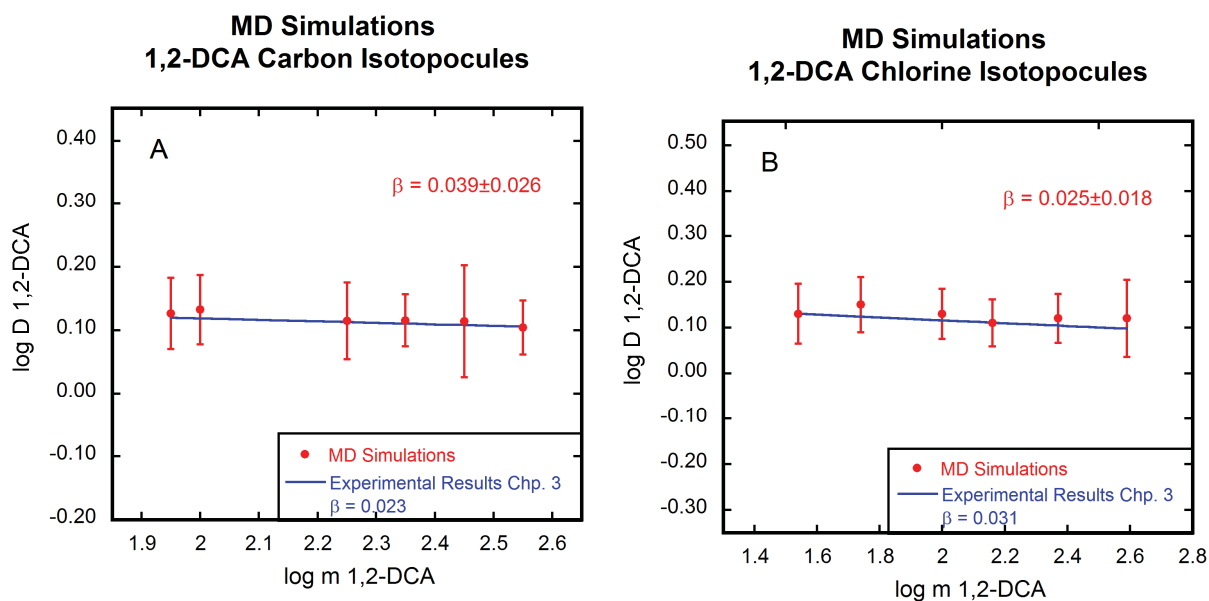 MD Simulations
1,2-DCA Carbon Isotopocules
A
β = 0.039±0.026
0.40
0.30
0.20
0.10
0.00
-0.10
-0.20
log D 1,2-DCA
MD Simulations
Experimental Results Chp. 3
β = 0.023
1.9 2 2.1 2.2 2.3 2.4 2.5 2.6
log m 1,2-DCA
MD Simulations
1,2-DCA Chlorine Isotopocules
B
β = 0.025±0.018
0.50
0.40
0.30
0.20
0.10
0.00
-0.10
-0.20
-0.30
log D 1,2-DCA
MD Simulations
Experimental Results Chp. 3
β = 0.031
1.4 1.6 1.8 2 2.2 2.4 2.6 2.8
log m 1,2-DCA